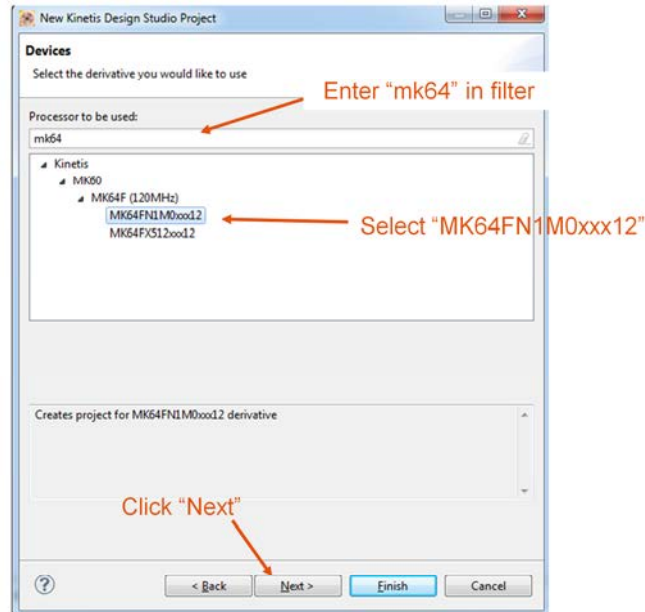 New Kinetis Design Studio Project
Devices
Select the derivative you would like to use
Enter “mk64” in filter
Processor to be used:
mk64
Kinetis
MK60
MK64F (120MHz)
MK64FN1M0xxx12
Select “MK64FN1M0xxx12”
MK64FX512xxx12
Creates project for MK64FN1M0xxx12 derivative
Click “Next”
? < Back Next > Finish Cancel